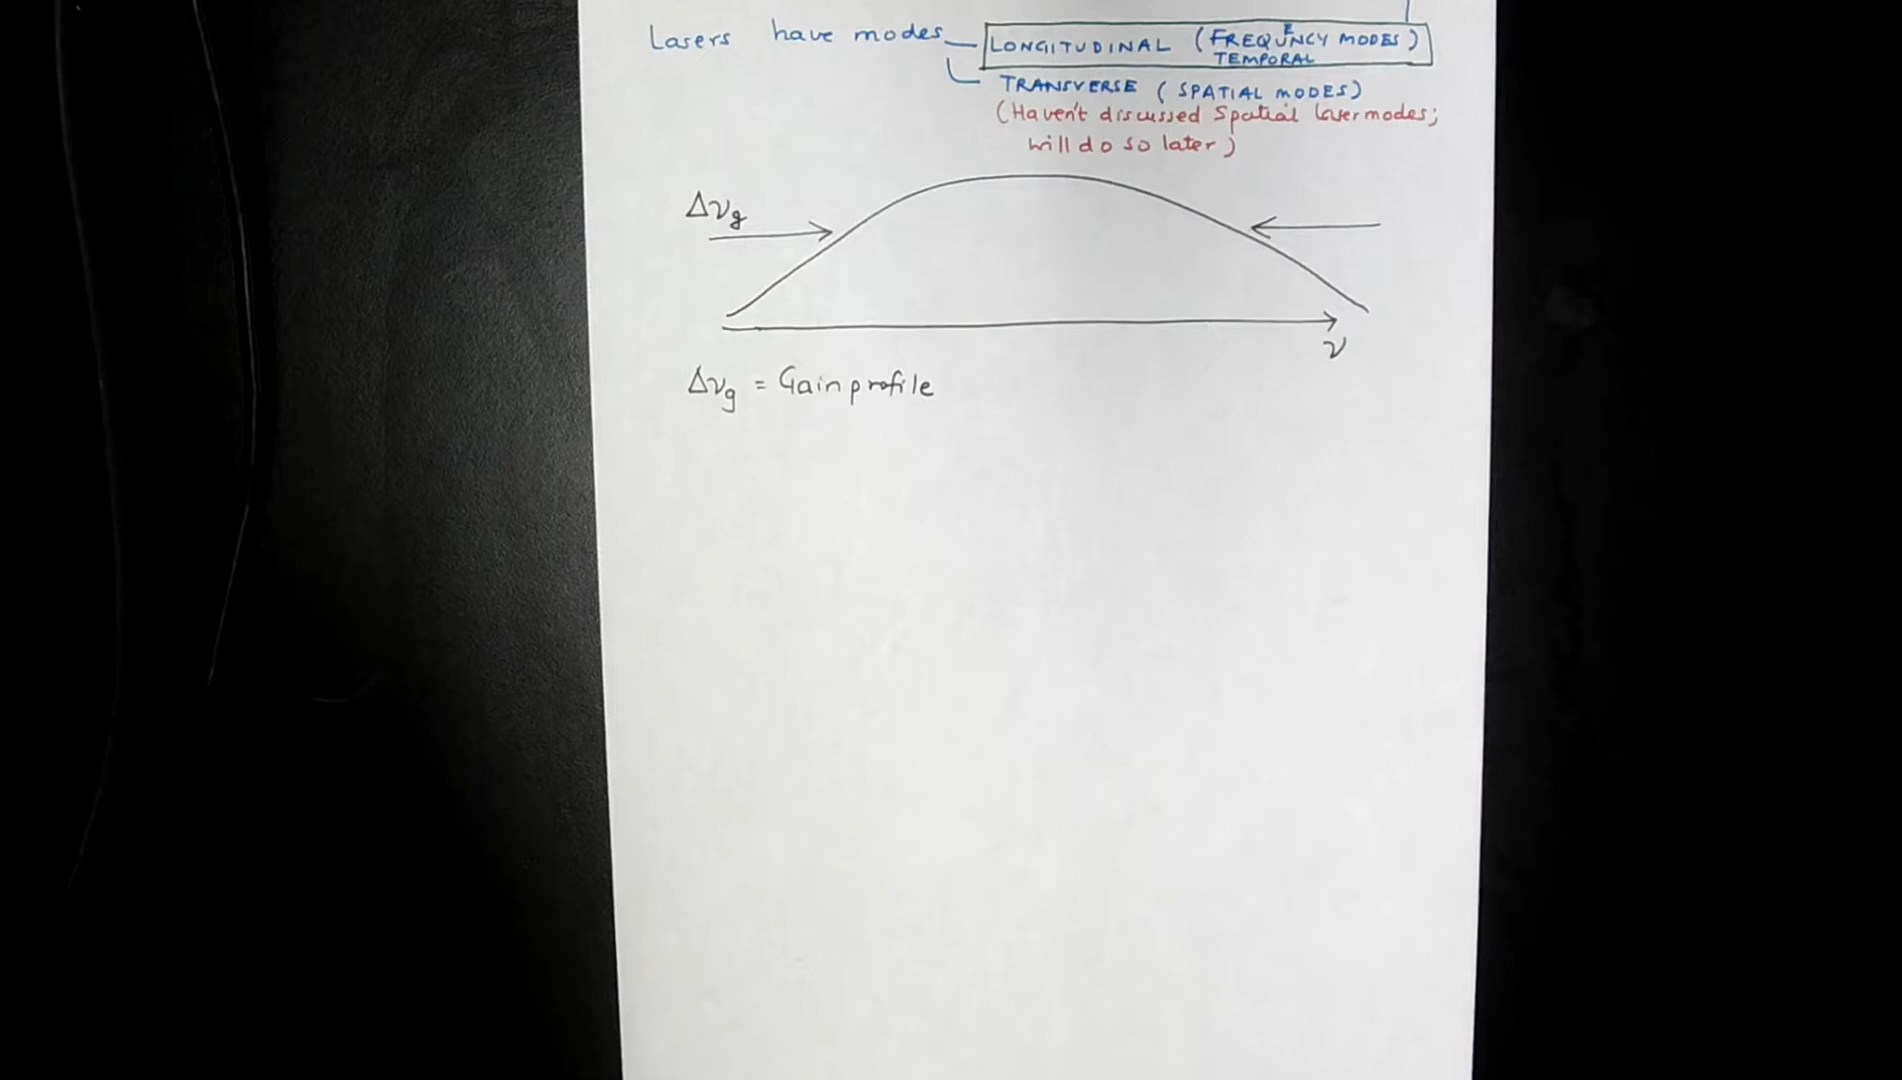 Lasers have modes LONGITUDINAL (FREQUENCY MODES)
TEMPORAL
TRANSVERSE (SPATIAL MODES)
(Haven't discussed Spatial laser modes;
will do so later)
Δνg
ν
Δνg = Gain profile